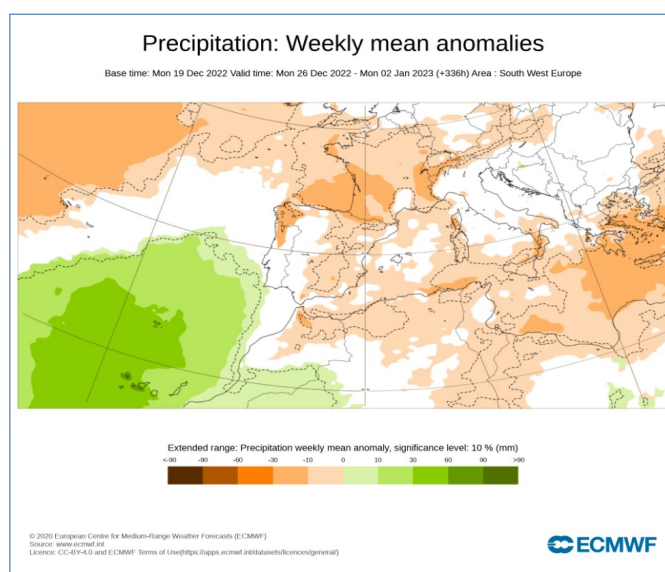 Precipitation: Weekly mean anomalies
Base time: Mon 19 Dec 2022 Valid time: Mon 26 Dec 2022 - Mon 02 Jan 2023 (+336h) Area : South West Europe
Extended range: Precipitation weekly mean anomaly, significance level: 10 % (mm)
<-90 -90 -60 -30 -10 0 10 30 60 90 >90
© 2020 European Centre for Medium-Range Weather Forecasts (ECMWF)
Source: www.ecmwf.int
Licence: CC-BY-4.0 and ECMWF Terms of Use(https://apps.ecmwf.int/datasets/licences/general/)
ECMWF